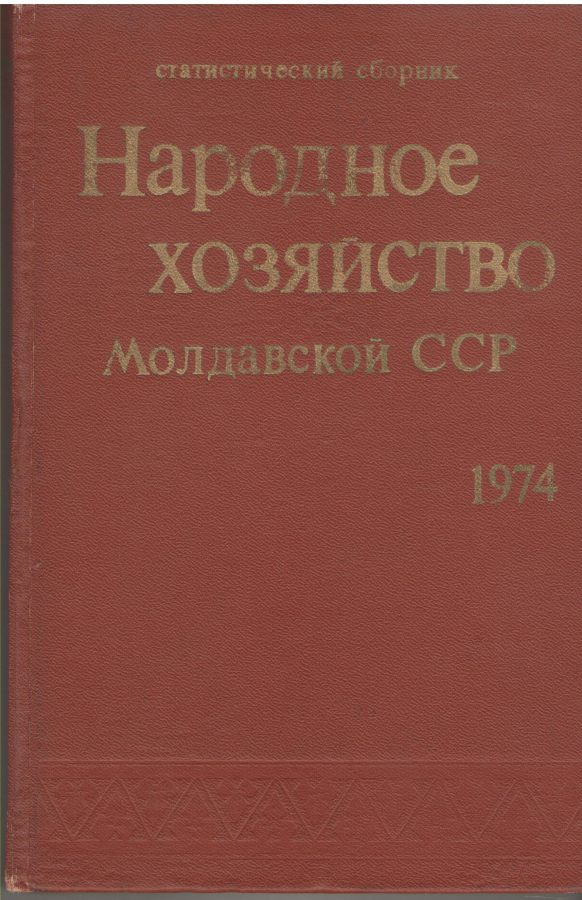 статистический сборник
Народное
хозяйство
Молдавской ССР
1974